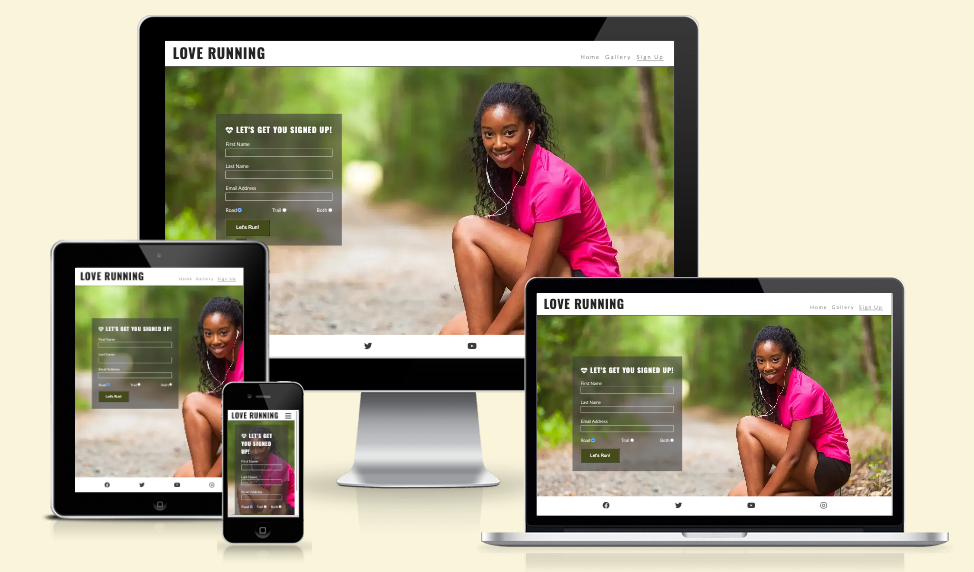 LOVE RUNNING
Home Gallery Sign Up
LET'S GET YOU SIGNED UP!
First Name
Last Name
Email Address
Road Trail Both
Let's Run!
LOVE RUNNING
Home Gallery Sign Up
LET'S GET YOU SIGNED UP!
First Name
Last Name
Email Address
Road Trail Both
Let's Run!
LOVE RUNNING
LET'S GET
YOU SIGNED
UP!
First Name
Last Name
Email Address
Road Trail Both
LOVE RUNNING
Home Gallery Sign Up
LET'S GET YOU SIGNED UP!
First Name
Last Name
Email Address
Road Trail Both
Let's Run!